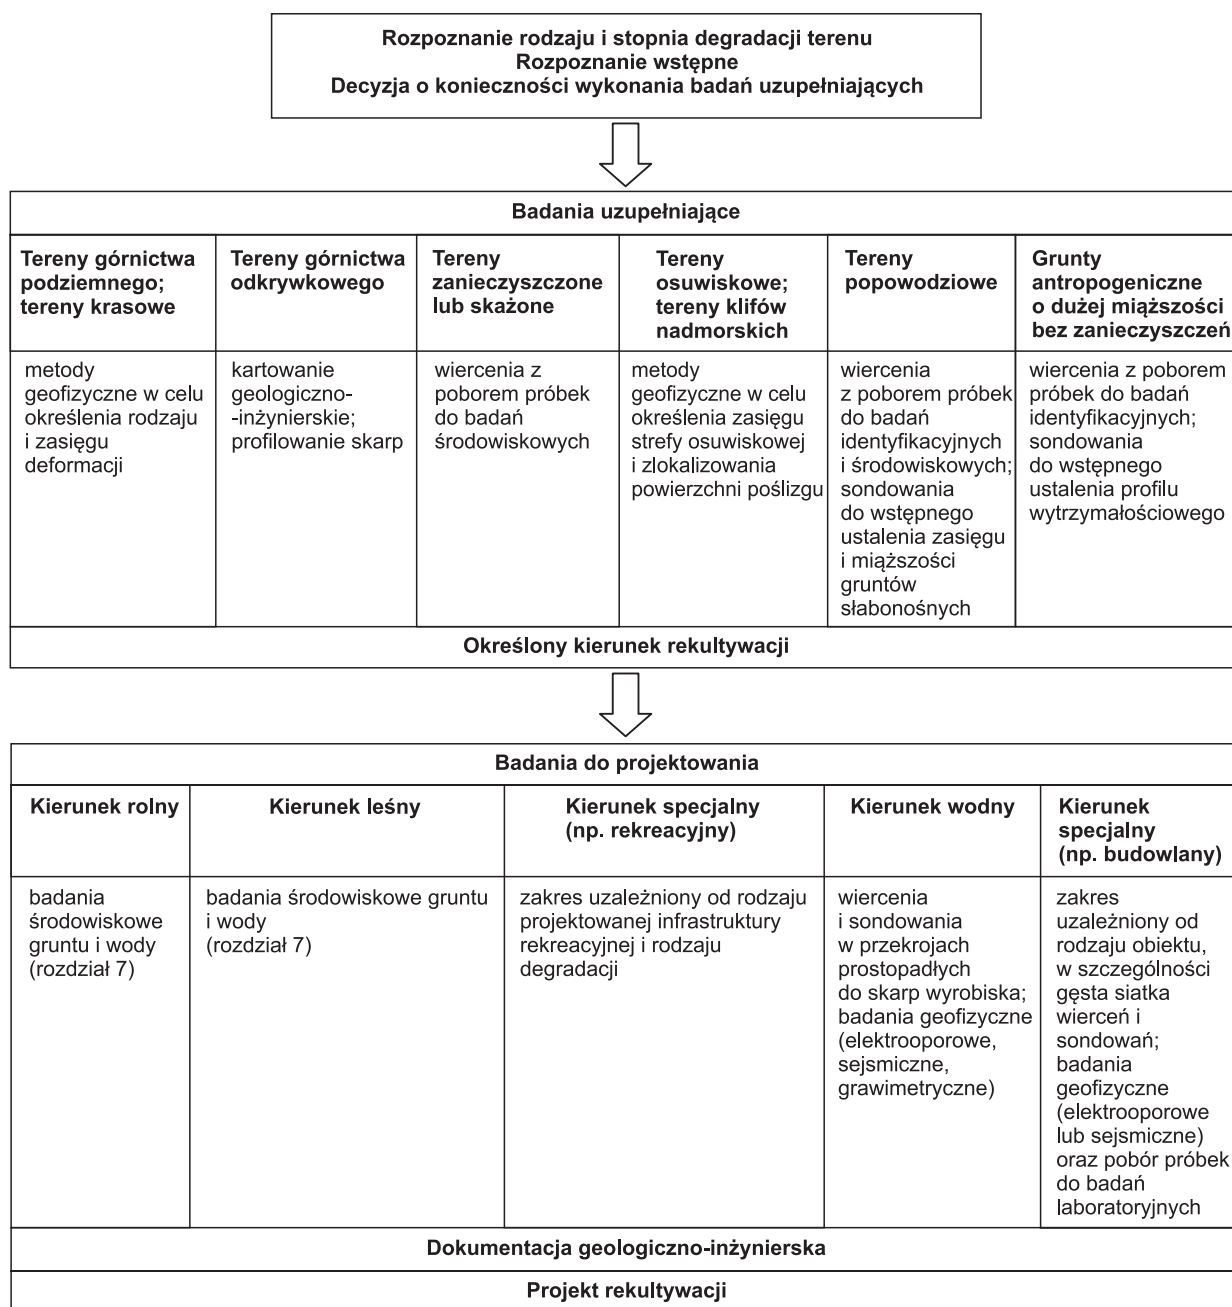 Rozpoznanie rodzaju i stopnia degradacji terenu
Rozpoznanie wstępne
Decyzja o konieczności wykonania badań uzupełniających
Badania uzupełniające
Tereny górnictwa
podziemnego;
tereny krasowe
Tereny górnictwa
odkrywkowego
Tereny
zanieczyszczone
lub skażone
Tereny
osuwiskowe;
tereny klifów
nadmorskich
Tereny
popowodziowe
Grunty
antropogeniczne
o dużej miąższości
bez zanieczyszczeń
metody
geofizyczne w celu
określenia rodzaju
i zasięgu
deformacji
kartowanie
geologiczno-
-inżynierskie;
profilowanie skarp
wiercenia z
poborem próbek
do badań
środowiskowych
metody
geofizyczne w celu
określenia zasięgu
strefy osuwiskowej
i zlokalizowania
powierzchni poślizgu
wiercenia
z poborem próbek
do badań
identyfikacyjnych
i środowiskowych;
sondowania
do wstępnego
ustalenia zasięgu
i miąższości
gruntów
słabonośnych
wiercenia z poborem
próbek do badań
identyfikacyjnych;
sondowania
do wstępnego
ustalenia profilu
wytrzymałościowego
Określony kierunek rekultywacji
Badania do projektowania
Kierunek rolny
Kierunek leśny
Kierunek specjalny
(np. rekreacyjny)
Kierunek wodny
Kierunek
specjalny
(np. budowlany)
badania
środowiskowe
gruntu i wody
(rozdział 7)
badania środowiskowe gruntu
i wody
(rozdział 7)
zakres uzależniony od rodzaju
projektowanej infrastruktury
rekreacyjnej i rodzaju
degradacji
wiercenia
i sondowania
w przekrojach
prostopadłych
do skarp wyrobiska;
badania geofizyczne
(elektrooporowe,
sejsmiczne,
grawimetryczne)
zakres
uzależniony od
rodzaju obiektu,
w szczególności
gęsta siatka
wierceń i
sondowań;
badania
geofizyczne
(elektrooporowe
lub sejsmiczne)
oraz pobór próbek
do badań
laboratoryjnych
Dokumentacja geologiczno-inżynierska
Projekt rekultywacji